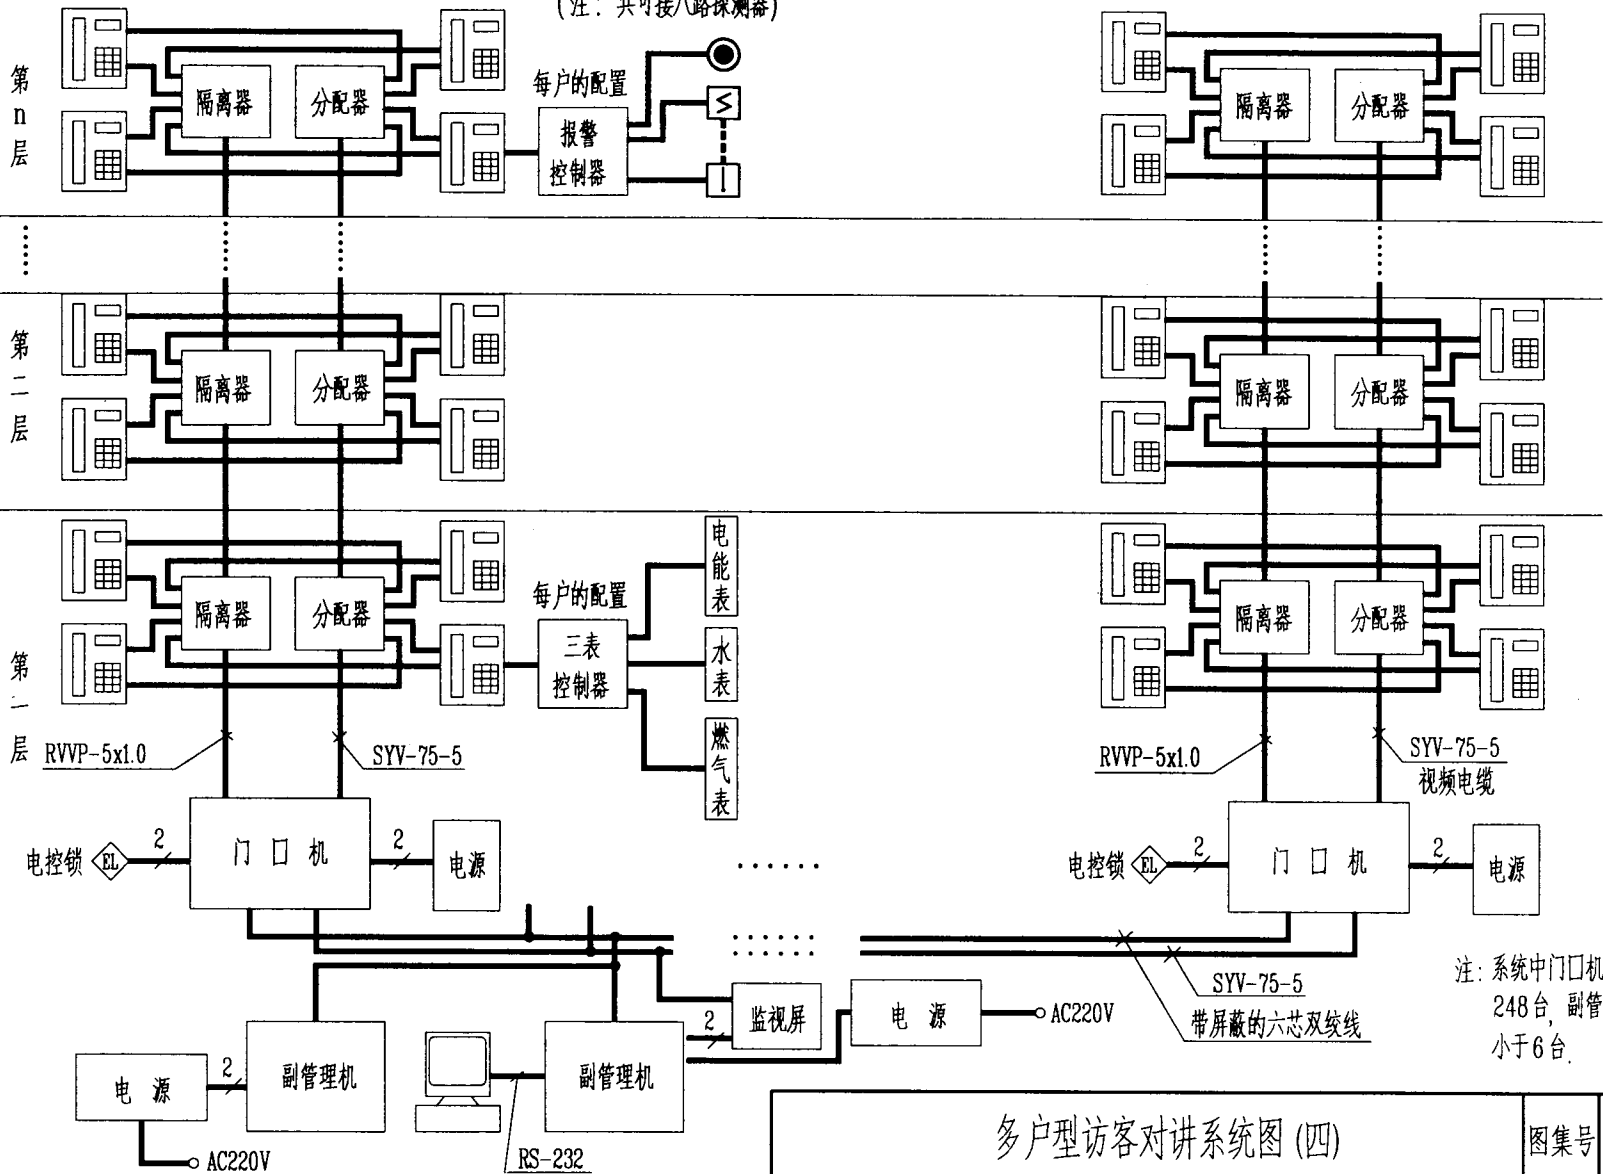 (注：共可接八路探测器)
第n层
隔离器
分配器
每户的配置
报警
控制器
隔离器
分配器
第二层
隔离器
分配器
隔离器
分配器
第一层
隔离器
分配器
每户的配置
三表
控制器
电能表
水表
燃气表
隔离器
分配器
RVVP-5x1.0
SYV-75-5
RVVP-5x1.0
SYV-75-5
视频电缆
电控锁
EL
2
门口机
2
电源
电控锁
EL
2
门口机
2
电源
SYV-75-5
带屏蔽的六芯双绞线
注：系统中门口机
248台，副管
小于6台.
监视屏
2
电源
AC220V
电源
2
副管理机
副管理机
AC220V
RS-232
多户型访客对讲系统图(四)
图集号